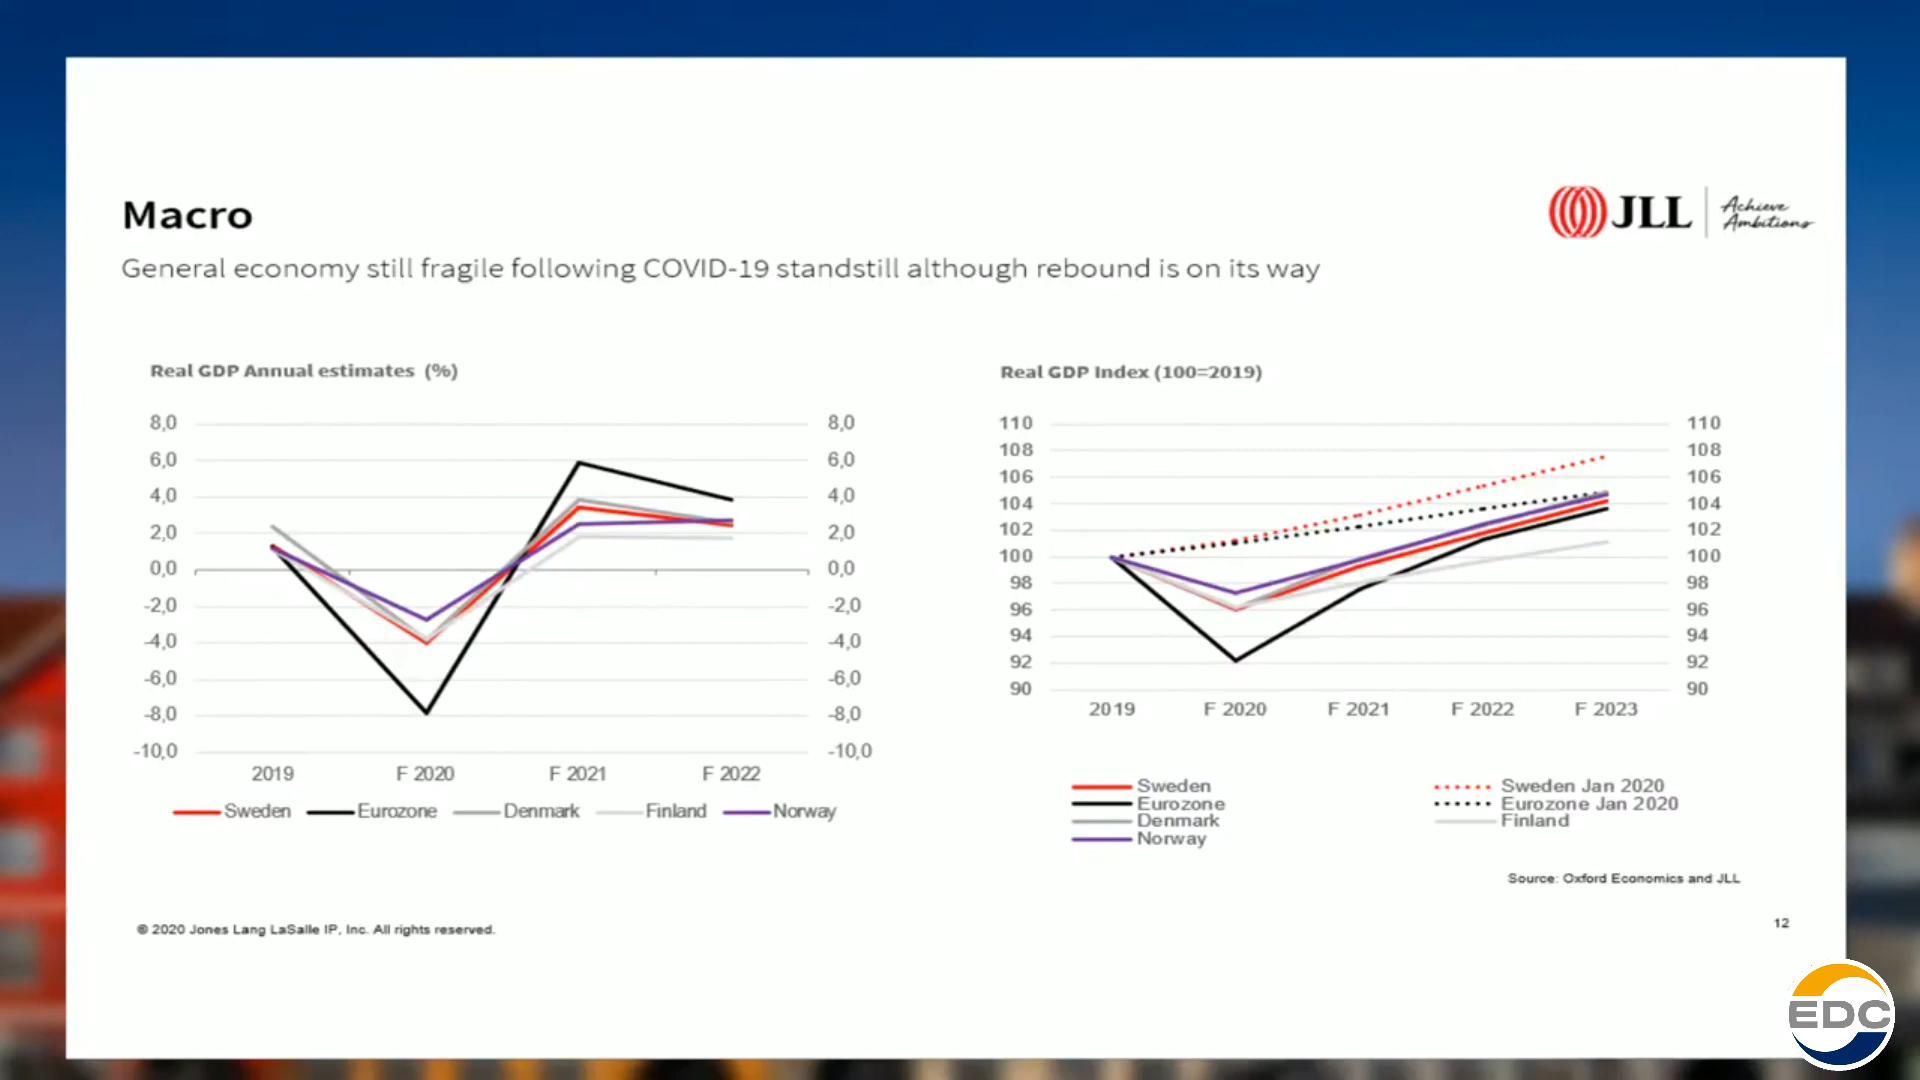 Macro
JLL
Achieve
Ambitions
General economy still fragile following COVID-19 standstill although rebound is on its way
Real GDP Annual estimates (%)
8,0 8,0
6,0 6,0
4,0 4,0
2,0 2,0
0,0 0,0
-2,0 -2,0
-4,0 -4,0
-6,0 -6,0
-8,0 -8,0
-10,0 -10,0
2019 F 2020 F 2021 F 2022
Sweden Eurozone Denmark Finland Norway
Real GDP Index (100=2019)
110 110
108 108
106 106
104 104
102 102
100 100
98 98
96 96
94 94
92 92
90 90
2019 F 2020 F 2021 F 2022 F 2023
Sweden Sweden Jan 2020
Eurozone Eurozone Jan 2020
Denmark Finland
Norway
Source: Oxford Economics and JLL
© 2020 Jones Lang LaSalle IP, Inc. All rights reserved.
12
EDC